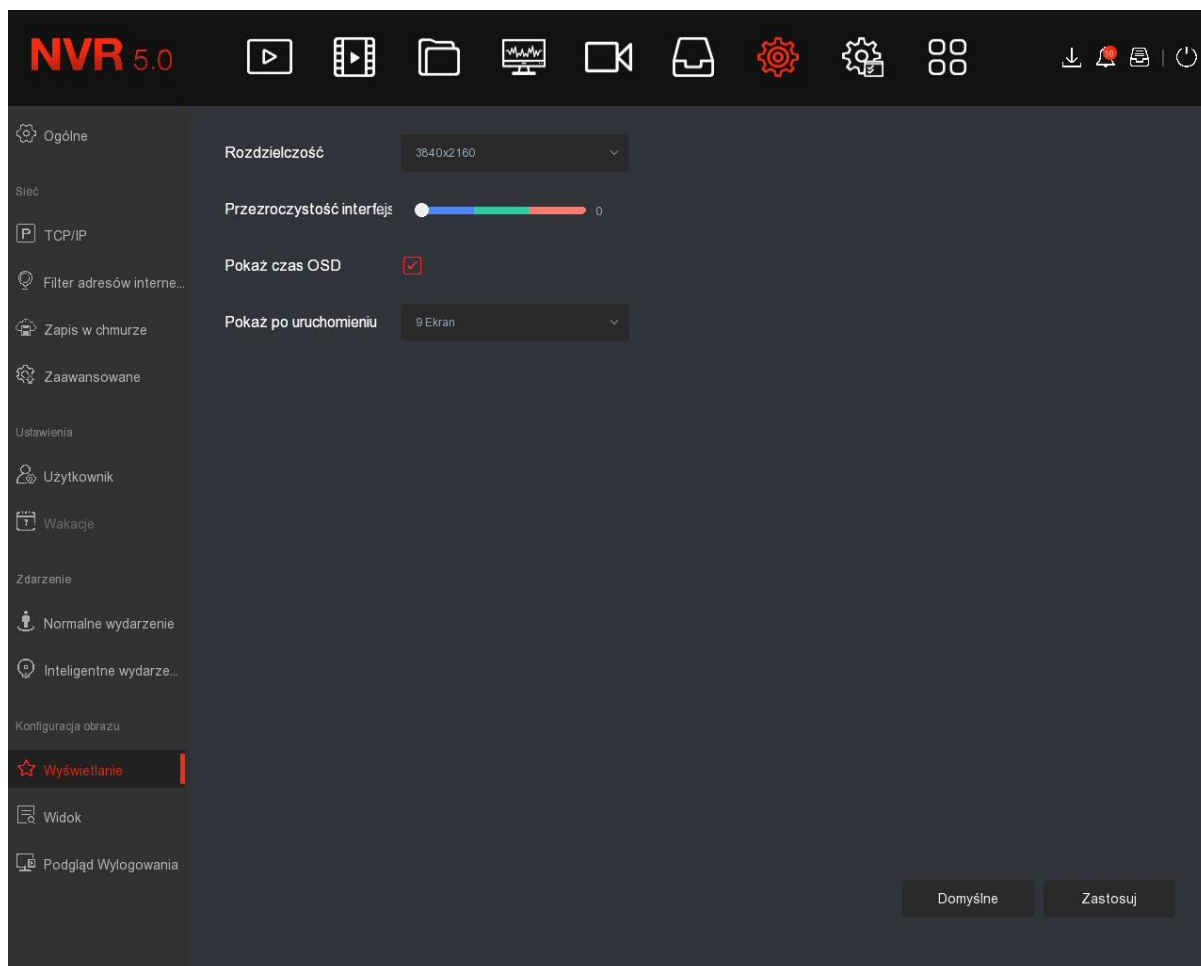 NVR 5.0
10
Ogólne
Sieć
TCP/IP
Filter adresów interne...
Zapis w chmurze
Zaawansowane
Ustawienia
Użytkownik
Wakacje
Zdarzenie
Normalne wydarzenie
Inteligentne wydarze...
Konfiguracja obrazu
Wyświetlanie
Widok
Podgląd Wylogowania
Rozdzielczość 3840x2160
Przezroczystość interfejs 0
Pokaż czas OSD
Pokaż po uruchomieniu 9 Ekran
Domyślne Zastosuj